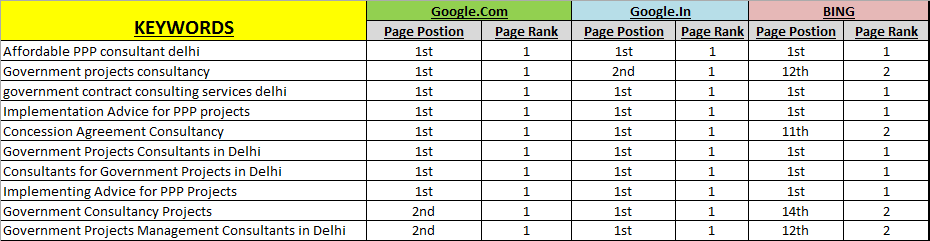 KEYWORDS Google.Com Google.In BING
Page Postion Page Rank Page Postion Page Rank Page Postion Page Rank
Affordable PPP consultant delhi 1st 1 1st 1 1st 1
Government projects consultancy 1st 1 2nd 1 12th 2
government contract consulting services delhi 1st 1 1st 1 1st 1
Implementation Advice for PPP projects 1st 1 1st 1 1st 1
Concession Agreement Consultancy 1st 1 1st 1 11th 2
Government Projects Consultants in Delhi 1st 1 1st 1 1st 1
Consultants for Government Projects in Delhi 1st 1 1st 1 1st 1
Implementing Advice for PPP Projects 1st 1 1st 1 1st 1
Government Consultancy Projects 2nd 1 1st 1 14th 2
Government Projects Management Consultants in Delhi 2nd 1 1st 1 12th 2